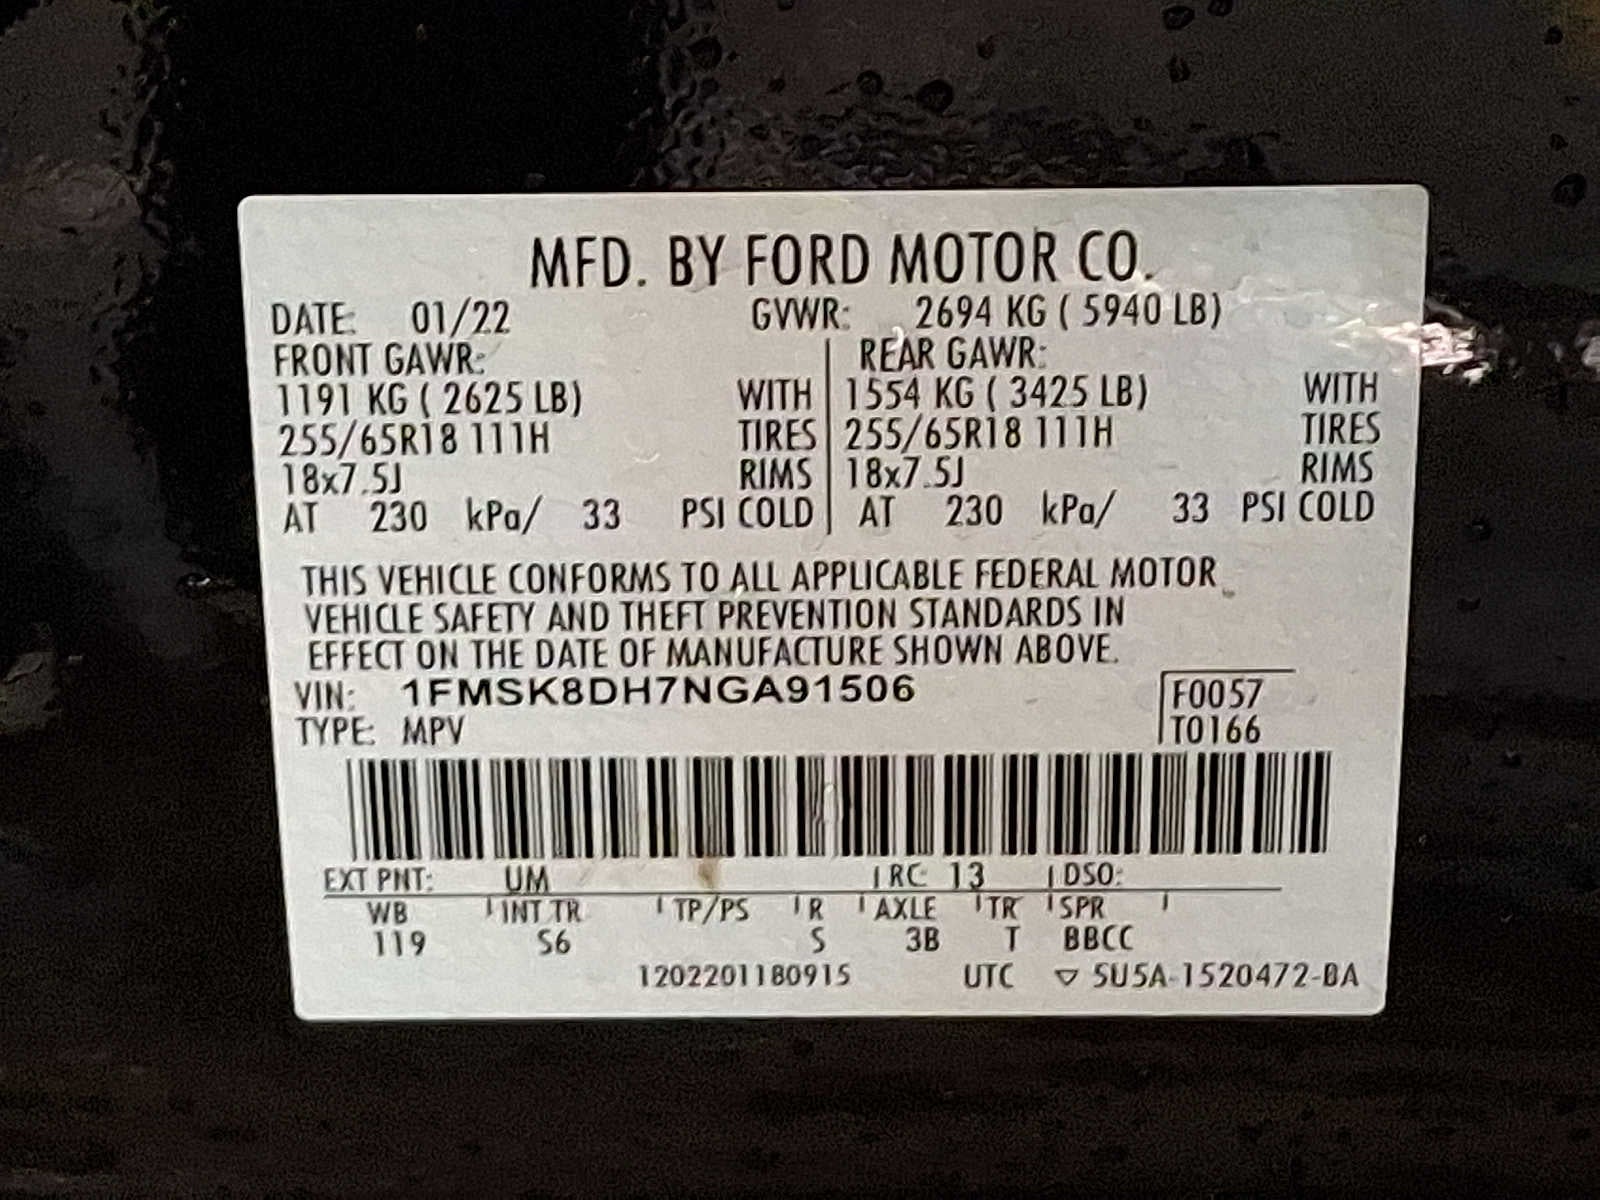 MFD. BY FORD MOTOR CO.
DATE: 01/22 GVWR: 2694 KG ( 5940 LB)
FRONT GAWR: REAR GAWR:
1191 KG ( 2625 LB) WITH 1554 KG ( 3425 LB) WITH
255/65R18 111H TIRES 255/65R18 111H TIRES
18x7.5J RIMS 18x7.5J RIMS
AT 230 kPa/ 33 PSI COLD AT 230 kPa/ 33 PSI COLD
THIS VEHICLE CONFORMS TO ALL APPLICABLE FEDERAL MOTOR
VEHICLE SAFETY AND THEFT PREVENTION STANDARDS IN
EFFECT ON THE DATE OF MANUFACTURE SHOWN ABOVE.
VIN: 1FMSK8DH7NGA91506 F0057
TYPE: MPV T0166
EXT PNT: UM RC: 13 DSO:
WB INT TR TP/PS R AXLE TR SPR
119 S6 S 3B T BBCC
1202201180915 UTC ▽ 5U5A-1520472-BA